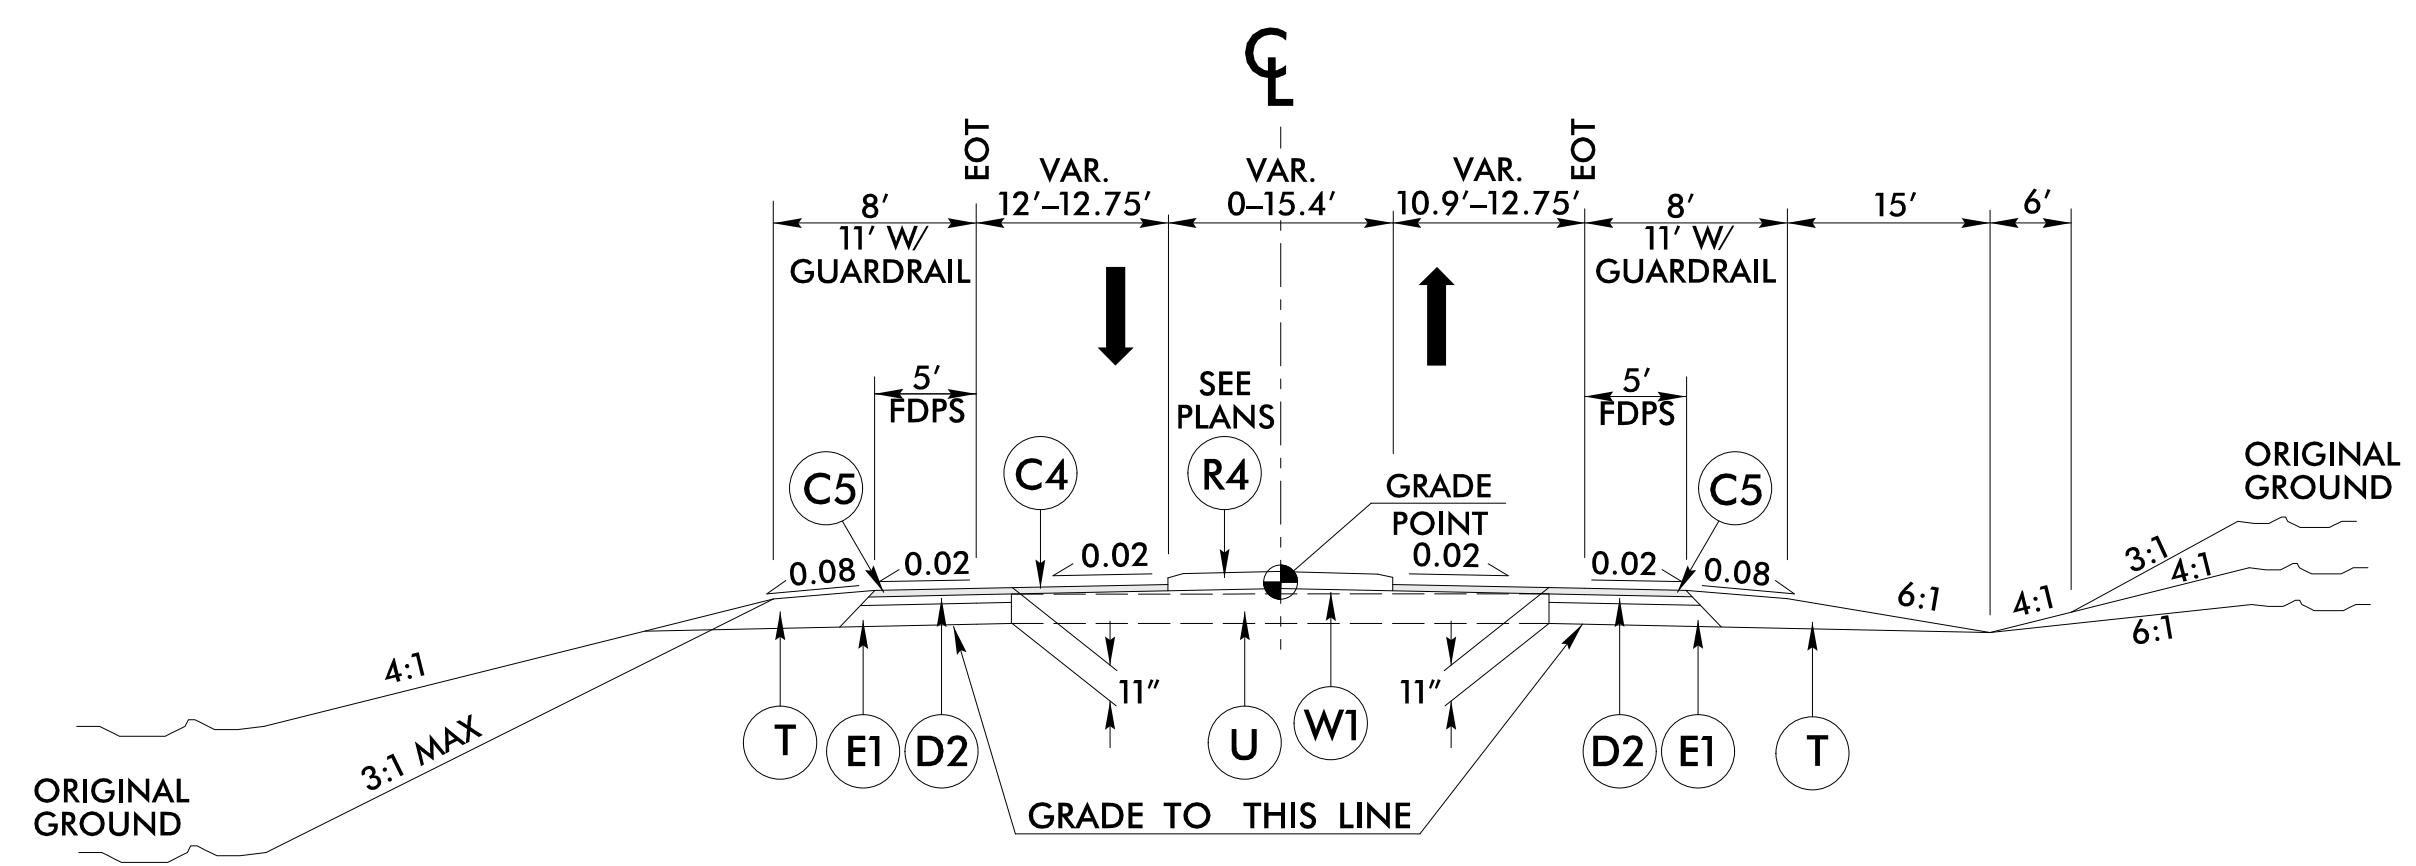 ℄
EOT
VAR.
12'–12.75'
VAR.
0–15.4'
VAR.
10.9'–12.75'
EOT
8'
11' W/
GUARDRAIL
8'
11' W/
GUARDRAIL
15'
6'
5'
FDPS
SEE
PLANS
5'
FDPS
C5
C4
R4
GRADE
POINT
C5
ORIGINAL
GROUND
0.08
0.02
0.02
0.02
0.02
0.08
6:1
4:1
3:1
4:1
6:1
4:1
3:1 MAX
11"
11"
T
E1
D2
U
W1
D2
E1
T
ORIGINAL
GROUND
GRADE TO THIS LINE